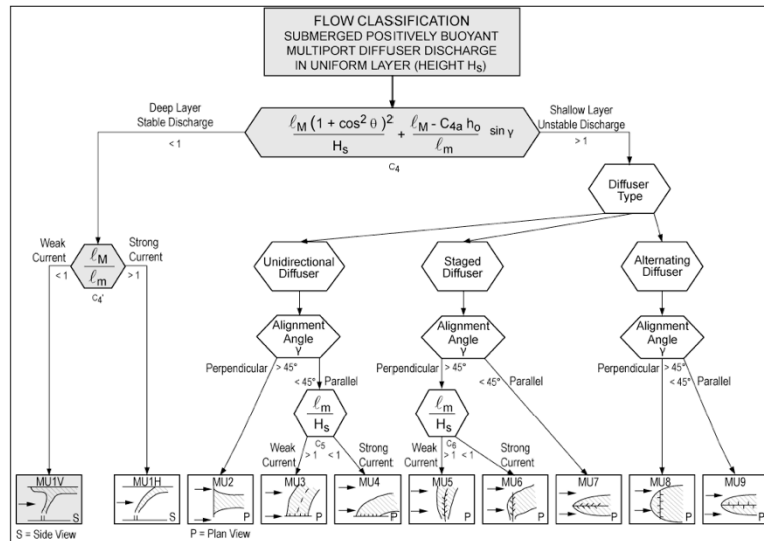 FLOW CLASSIFICATION
SUBMERGED POSITIVELY BUOYANT
MULTIPORT DIFFUSER DISCHARGE
IN UNIFORM LAYER (HEIGHT Hₛ)
Deep Layer
Stable Discharge
< 1
ℓM (1 + cos² θ )² / Hₛ + ℓM - C4a hₒ / ℓm sin γ
C4
Shallow Layer
Unstable Discharge
> 1
Diffuser
Type
Weak
Current
< 1
ℓM / ℓm
C4'
Strong
Current
> 1
Unidirectional
Diffuser
Staged
Diffuser
Alternating
Diffuser
Alignment
Angle
γ
Alignment
Angle
γ
Alignment
Angle
γ
Perpendicular > 45°
< 45° Parallel
Perpendicular > 45°
< 45° Parallel
Perpendicular > 45°
< 45° Parallel
ℓm / Hₛ
ℓm / Hₛ
Weak
Current
C5
> 1 < 1
Strong
Current
Weak
Current
C6
> 1 < 1
Strong
Current
MU1V
S
MU1H
S
MU2
P
MU3
P
MU4
P
MU5
P
MU6
P
MU7
P
MU8
P
MU9
P
S = Side View
P = Plan View